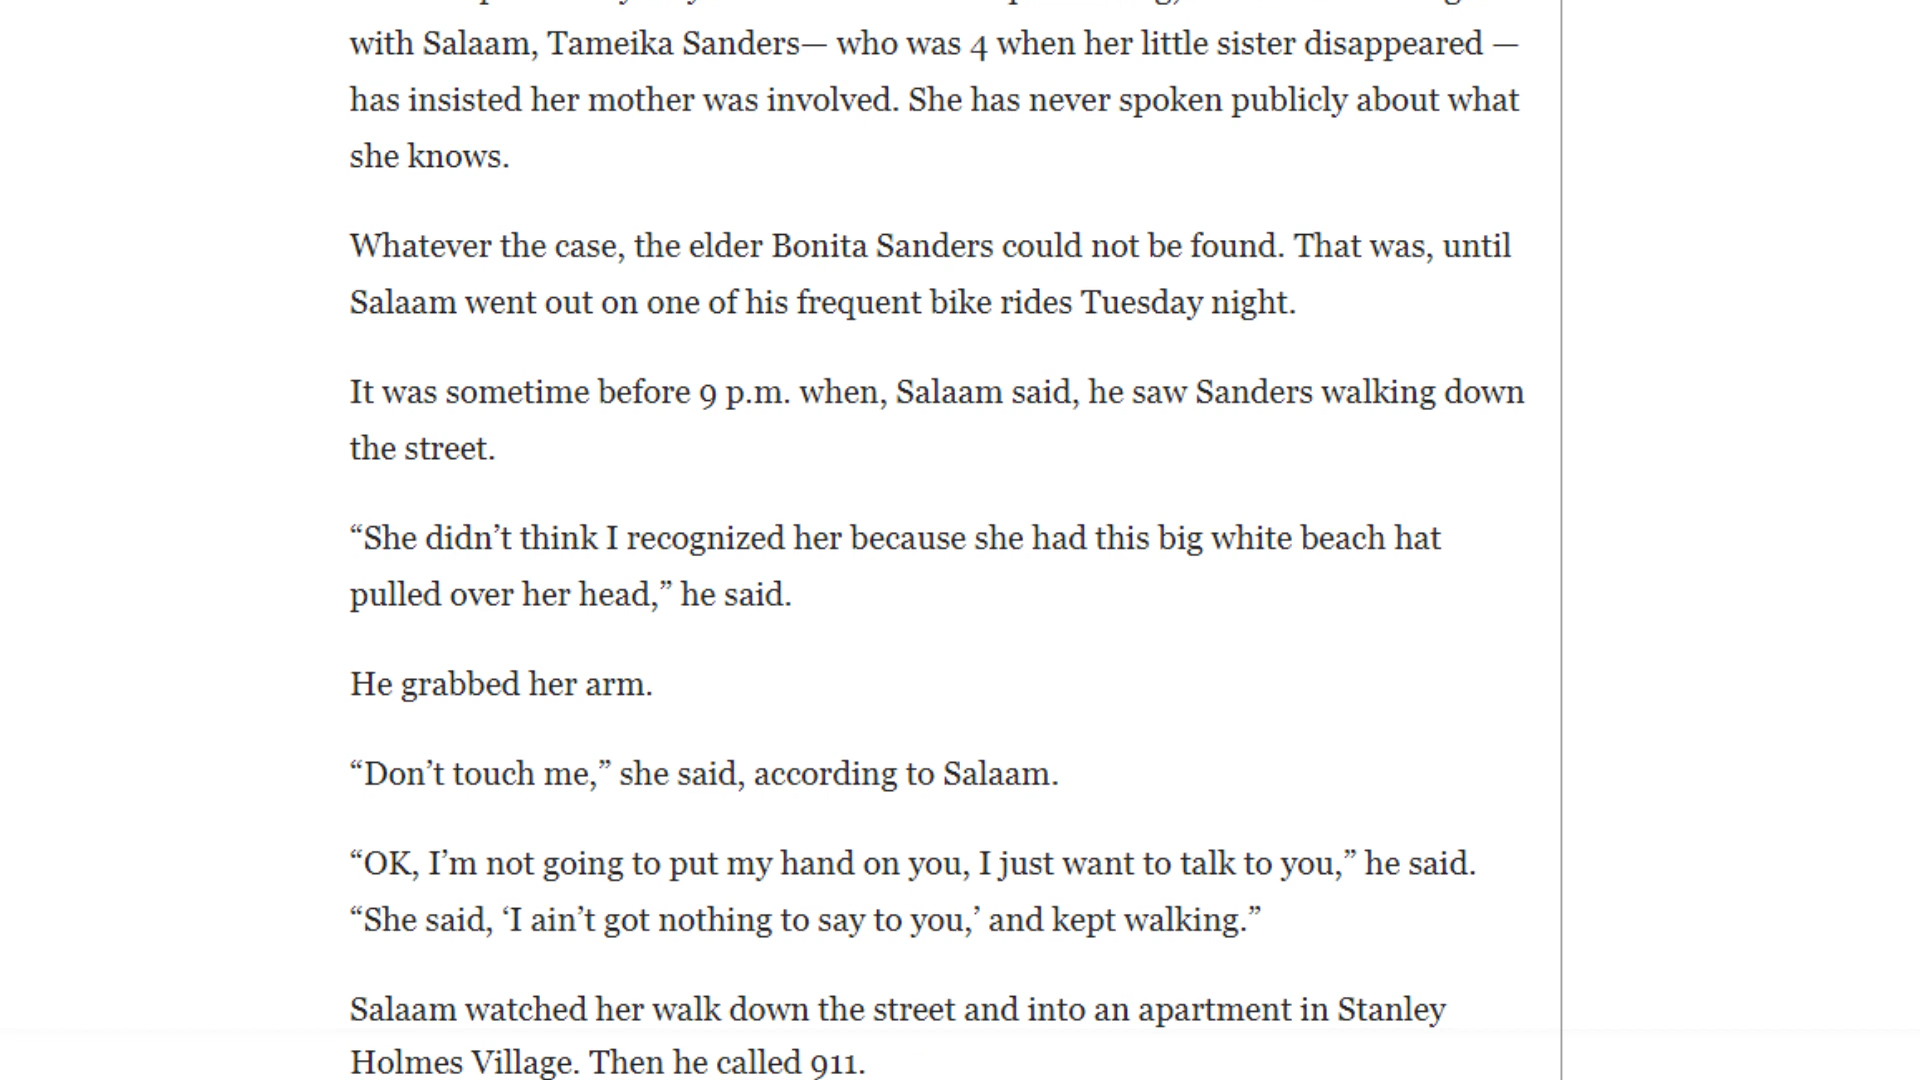 with Salaam, Tameika Sanders— who was 4 when her little sister disappeared —
has insisted her mother was involved. She has never spoken publicly about what
she knows.
Whatever the case, the elder Bonita Sanders could not be found. That was, until
Salaam went out on one of his frequent bike rides Tuesday night.
It was sometime before 9 p.m. when, Salaam said, he saw Sanders walking down
the street.
“She didn’t think I recognized her because she had this big white beach hat
pulled over her head,” he said.
He grabbed her arm.
“Don’t touch me,” she said, according to Salaam.
“OK, I’m not going to put my hand on you, I just want to talk to you,” he said.
“She said, ‘I ain’t got nothing to say to you,’ and kept walking.”
Salaam watched her walk down the street and into an apartment in Stanley
Holmes Village. Then he called 911.